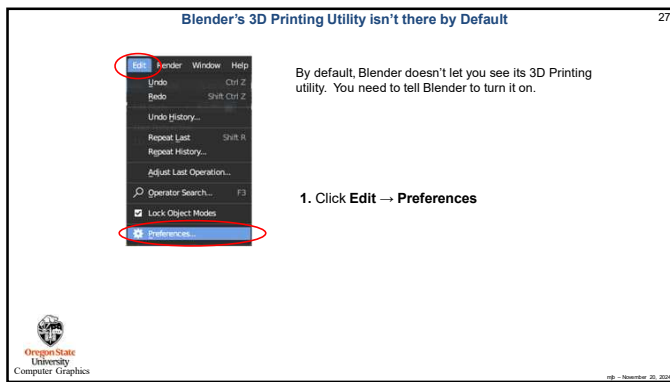 Blender's 3D Printing Utility isn't there by Default
27
Edit Render Window Help
Undo Ctrl Z
Redo Shift Ctrl Z
Undo History...
Repeat Last Shift R
Repeat History...
Adjust Last Operation...
Operator Search... F3
Lock Object Modes
Preferences...
By default, Blender doesn't let you see its 3D Printing
utility. You need to tell Blender to turn it on.
1. Click Edit → Preferences
Oregon State
University
Computer Graphics
mjb – November 20, 2024